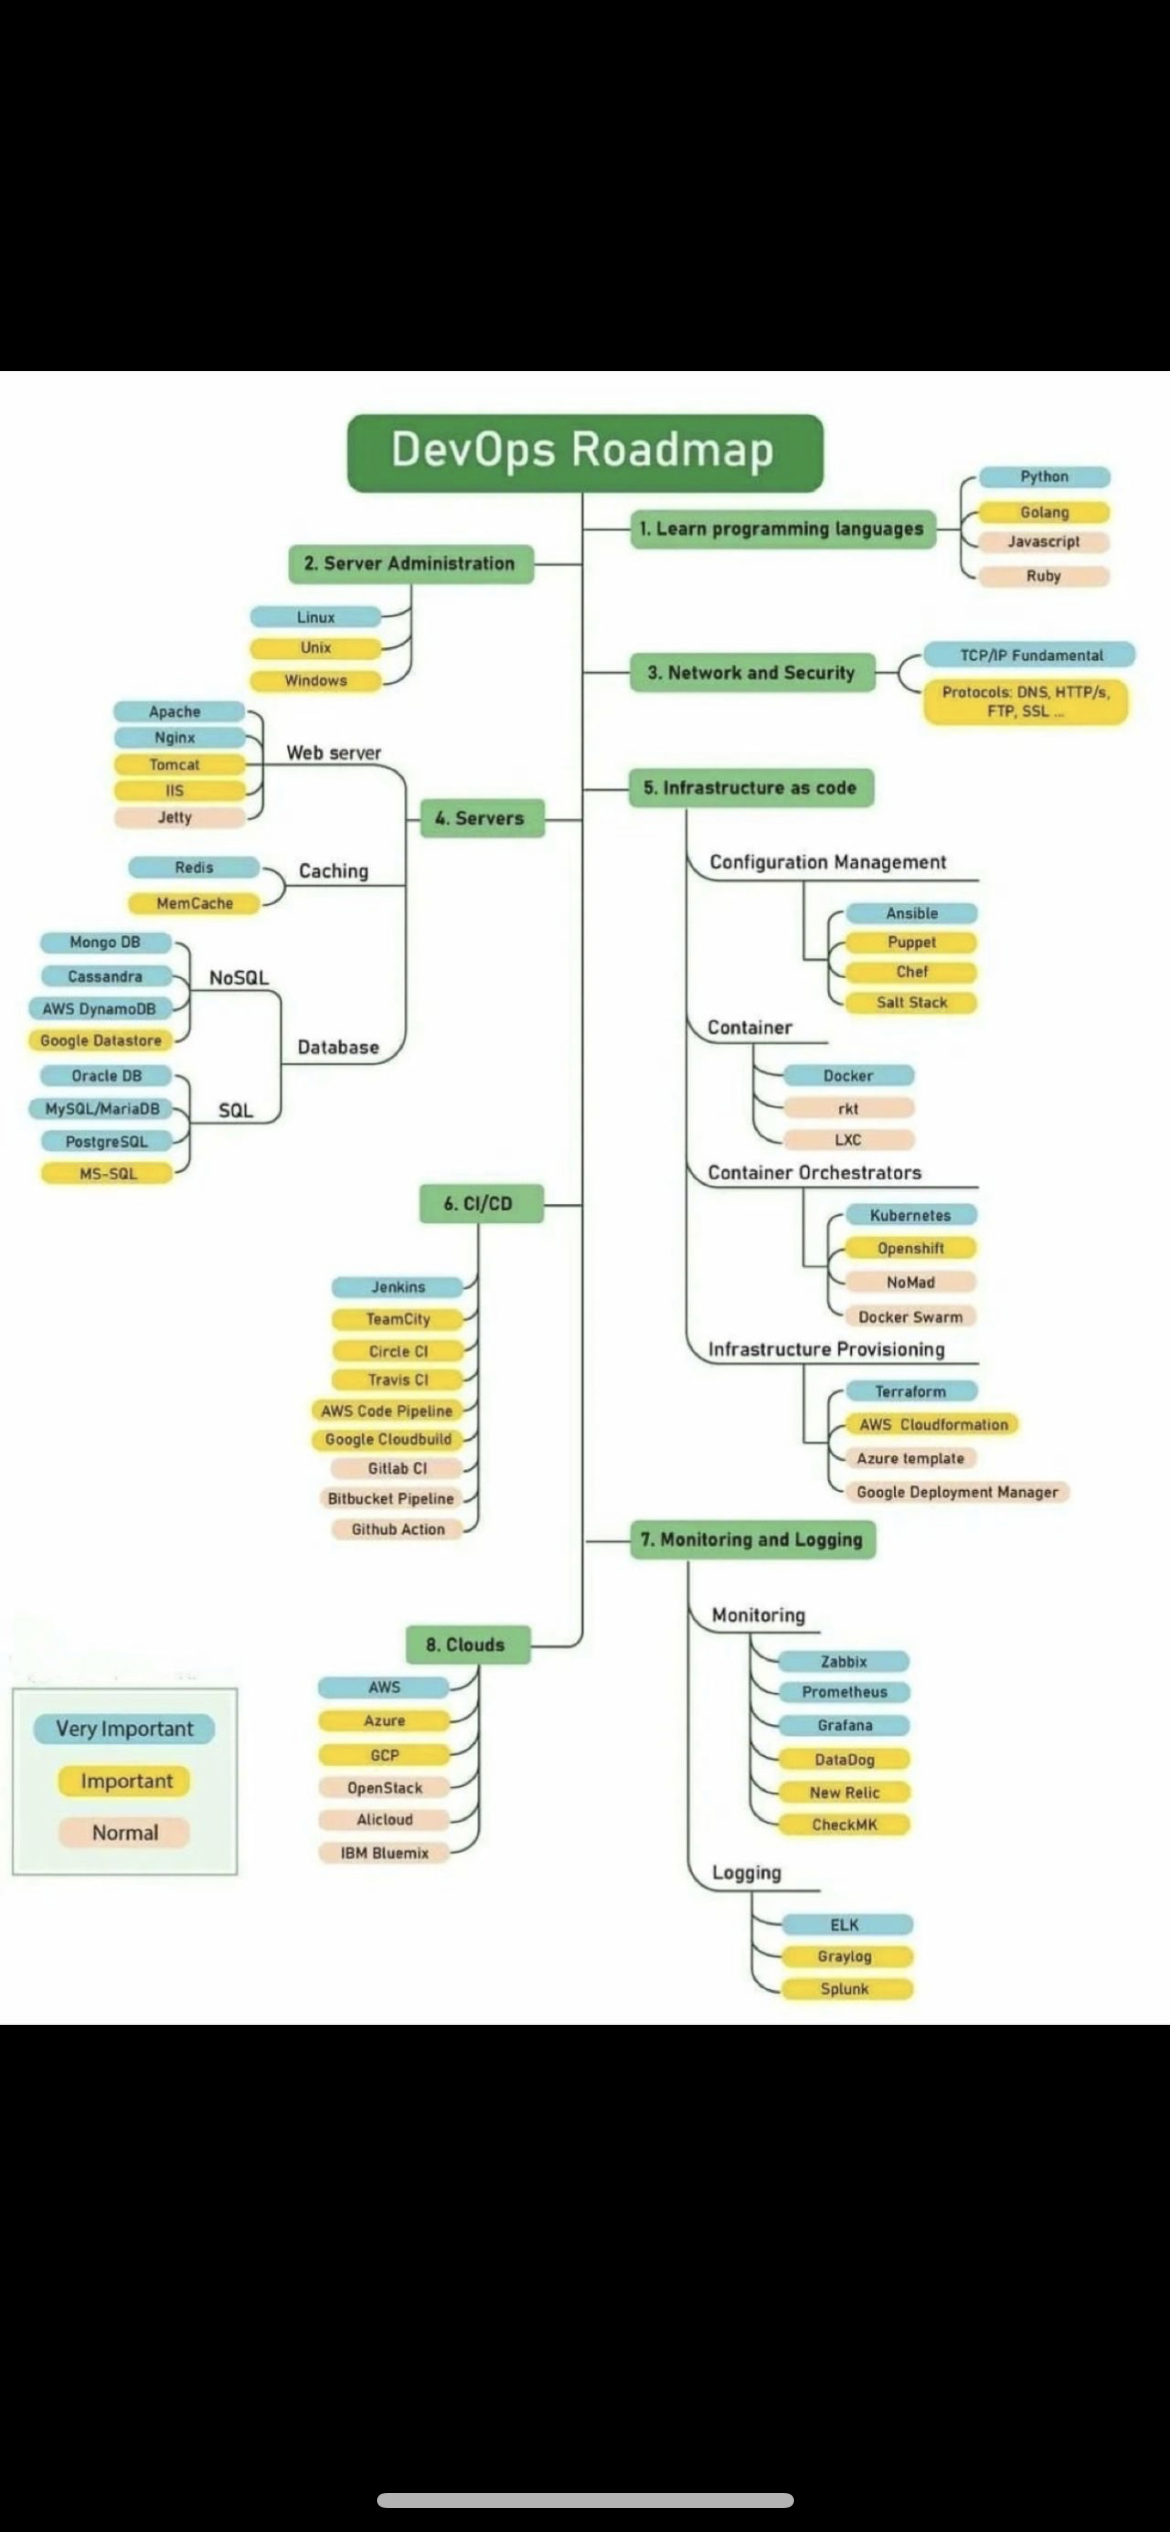 DevOps Roadmap
1. Learn programming languages
Python
Golang
Javascript
Ruby
2. Server Administration
Linux
Unix
Windows
3. Network and Security
TCP/IP Fundamental
Protocols: DNS, HTTP/s,
FTP, SSL ...
4. Servers
Web server
Apache
Nginx
Tomcat
IIS
Jetty
Caching
Redis
MemCache
Database
NoSQL
Mongo DB
Cassandra
AWS DynamoDB
Google Datastore
SQL
Oracle DB
MySQL/MariaDB
PostgreSQL
MS-SQL
5. Infrastructure as code
Configuration Management
Ansible
Puppet
Chef
Salt Stack
Container
Docker
rkt
LXC
Container Orchestrators
Kubernetes
Openshift
NoMad
Docker Swarm
Infrastructure Provisioning
Terraform
AWS Cloudformation
Azure template
Google Deployment Manager
6. CI/CD
Jenkins
TeamCity
Circle CI
Travis CI
AWS Code Pipeline
Google Cloudbuild
Gitlab CI
Bitbucket Pipeline
Github Action
7. Monitoring and Logging
Monitoring
Zabbix
Prometheus
Grafana
DataDog
New Relic
CheckMK
Logging
ELK
Graylog
Splunk
8. Clouds
AWS
Azure
GCP
OpenStack
Alicloud
IBM Bluemix
Very Important
Important
Normal